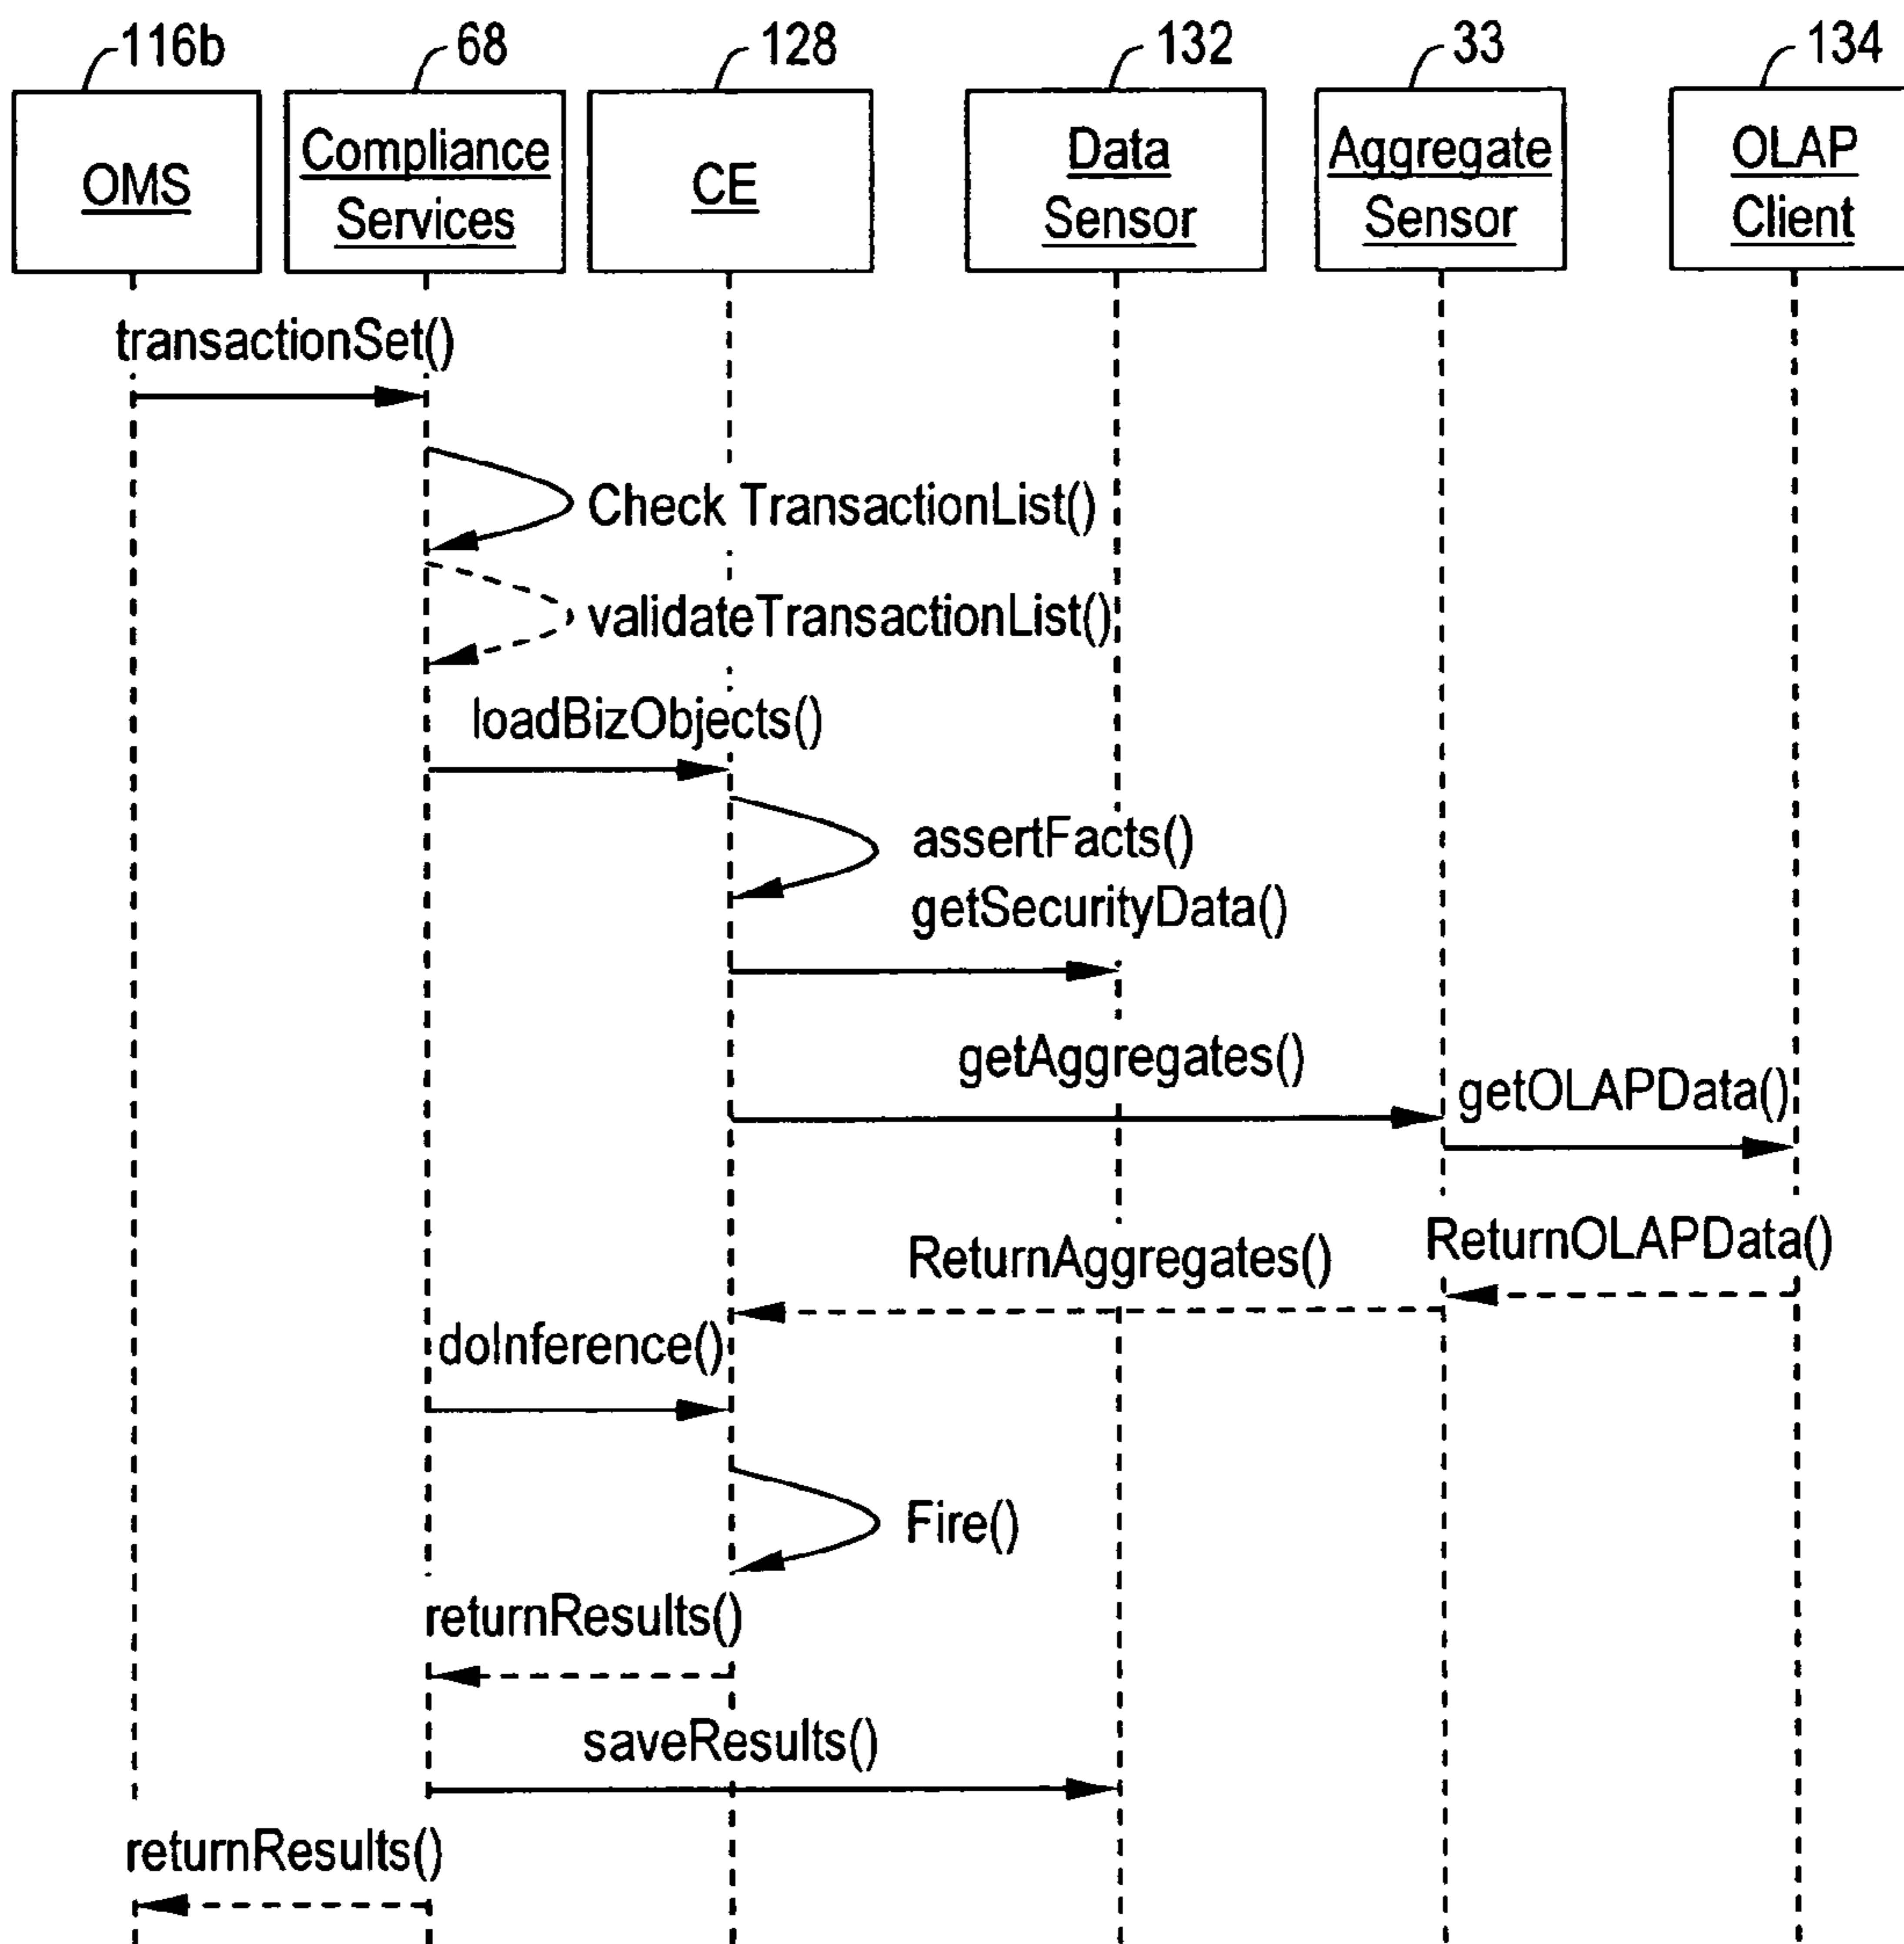 116b
68
128
132
33
134
OMS
Compliance
Services
CE
Data
Sensor
Aggregate
Sensor
OLAP
Client
transactionSet()
Check TransactionList()
validateTransactionList()
loadBizObjects()
assertFacts()
getSecurityData()
getAggregates()
getOLAPData()
ReturnOLAPData()
ReturnAggregates()
doInference()
Fire()
returnResults()
saveResults()
returnResults()